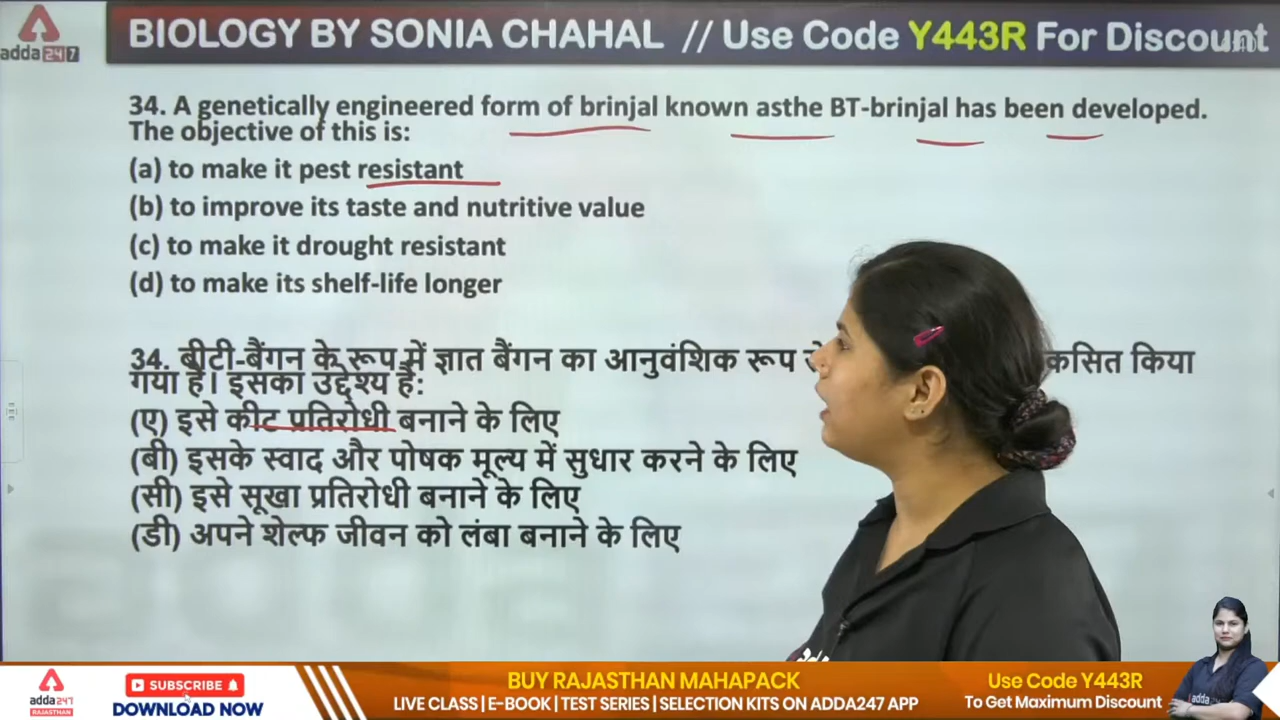 adda247
BIOLOGY BY SONIA CHAHAL // Use Code Y443R For Discount
34. A genetically engineered form of brinjal known asthe BT-brinjal has been developed.
The objective of this is:
(a) to make it pest resistant
(b) to improve its taste and nutritive value
(c) to make it drought resistant
(d) to make its shelf-life longer
34. बीटी-बैंगन के रूप में ज्ञात बैंगन का आनुवंशिक रूप किया
गया है। इसका उद्देश्य है:
(ए) इसे कीट प्रतिरोधी बनाने के लिए
(बी) इसके स्वाद और पोषक मूल्य में सुधार करने के लिए
(सी) इसे सूखा प्रतिरोधी बनाने के लिए
(डी) अपने शेल्फ जीवन को लंबा बनाने के लिए
adda247
RAJASTHAN
SUBSCRIBE
DOWNLOAD NOW
BUY RAJASTHAN MAHAPACK
LIVE CLASS | E-BOOK | TEST SERIES | SELECTION KITS ON ADDA247 APP
Use Code Y443R
To Get Maximum Discount